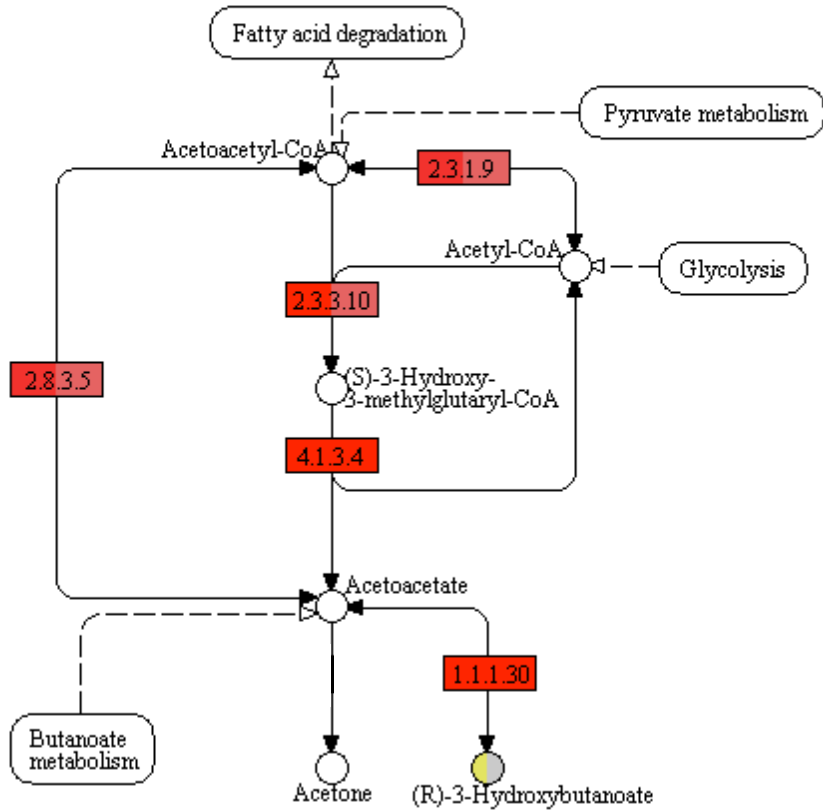 Fatty acid degradation
Pyruvate metabolism
Acetoacetyl-CoA
2.3.1.9
Acetyl-CoA
Glycolysis
2.3.3.10
2.8.3.5
(S)-3-Hydroxy-
3-methylglutaryl-CoA
4.1.3.4
Acetoacetate
1.1.1.30
Butanoate
metabolism
Acetone
(R)-3-Hydroxybutanoate